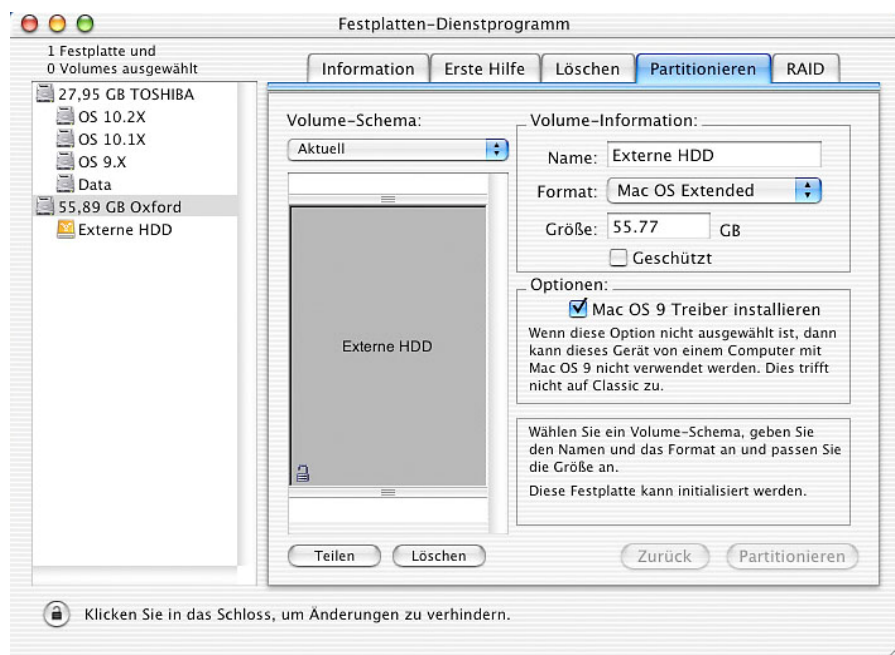 Festplatten-Dienstprogramm
1 Festplatte und
0 Volumes ausgewählt
27,95 GB TOSHIBA
OS 10.2X
OS 10.1X
OS 9.X
Data
55,89 GB Oxford
Externe HDD
Information
Erste Hilfe
Löschen
Partitionieren
RAID
Volume-Schema:
Aktuell
Externe HDD
Teilen
Löschen
Volume-Information:
Name: Externe HDD
Format: Mac OS Extended
Größe: 55.77 GB
Geschützt
Optionen:
Mac OS 9 Treiber installieren
Wenn diese Option nicht ausgewählt ist, dann
kann dieses Gerät von einem Computer mit
Mac OS 9 nicht verwendet werden. Dies trifft
nicht auf Classic zu.
Wählen Sie ein Volume-Schema, geben Sie
den Namen und das Format an und passen Sie
die Größe an.
Diese Festplatte kann initialisiert werden.
Zurück
Partitionieren
Klicken Sie in das Schloss, um Änderungen zu verhindern.